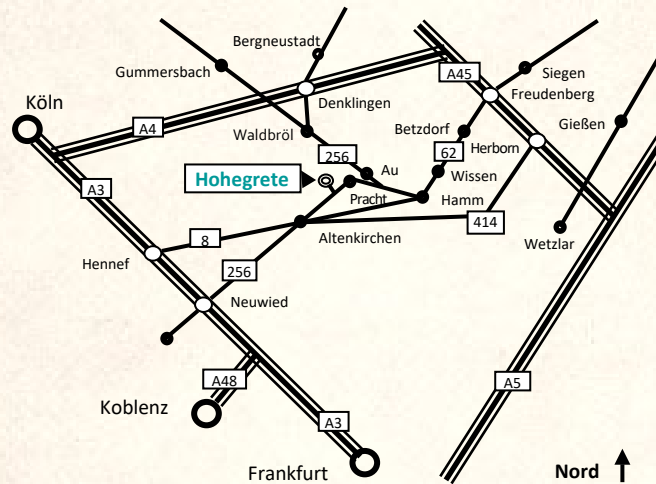 Bergneustadt
Gummersbach
A45
Siegen
Freudenberg
Köln
Denklingen
Gießen
A4
Waldbröl
Betzdorf
256
62
Herborn
Au
Wissen
A3
Hohegrete
Pracht
Hamm
414
8
Altenkirchen
Wetzlar
Hennef
256
Neuwied
A48
A5
Koblenz
A3
Frankfurt
Nord